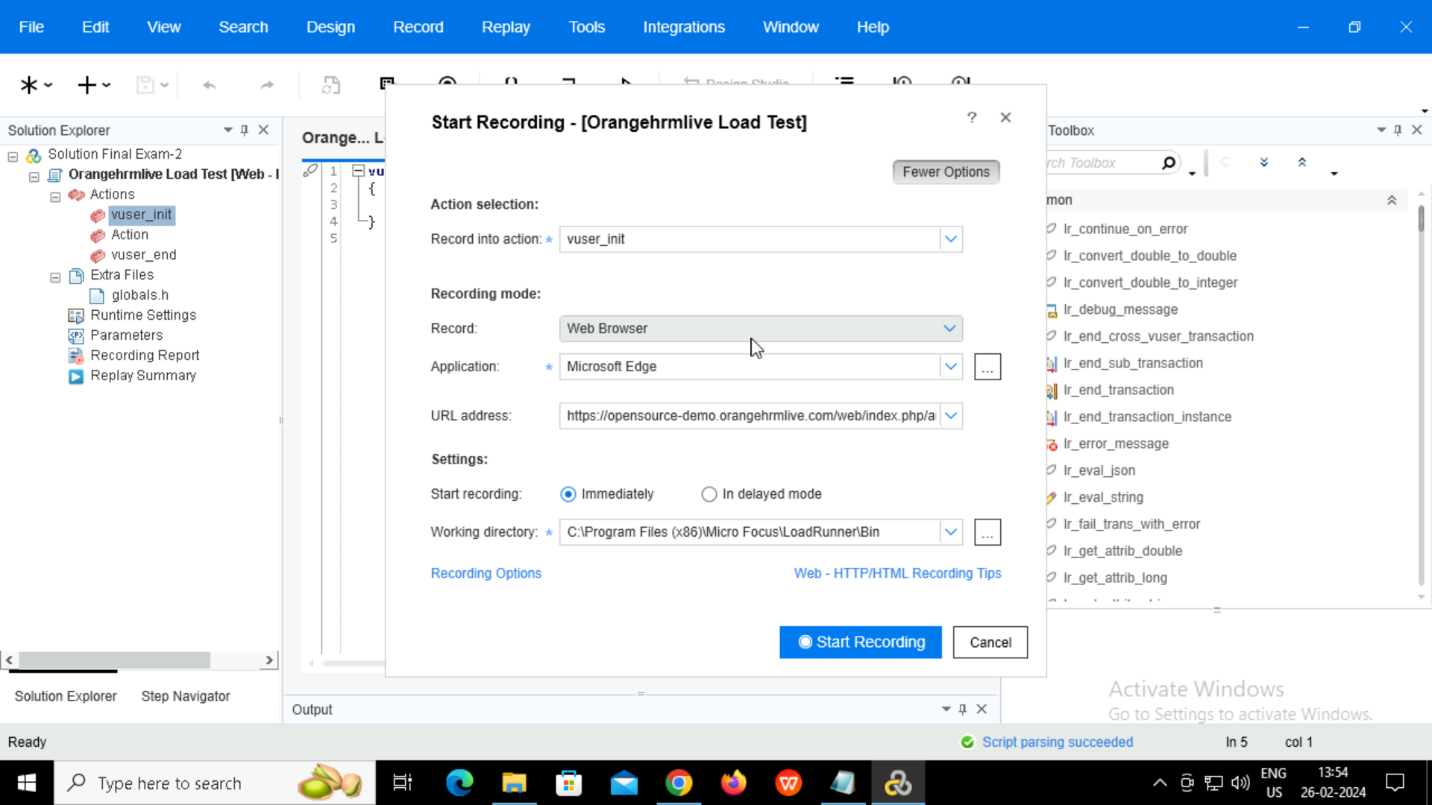 File Edit View Search Design Record Replay Tools Integrations Window Help
Design Studio
Solution Explorer
Solution Final Exam-2
Orangehrmlive Load Test [Web - 
Actions
vuser_init
Action
vuser_end
Extra Files
globals.h
Runtime Settings
Parameters
Recording Report
Replay Summary
Solution Explorer Step Navigator
Orange... L
1
2 {
3
4 }
5
Start Recording - [Orangehrmlive Load Test]
?
Fewer Options
Action selection:
Record into action: * vuser_init
Recording mode:
Record: Web Browser
Application: * Microsoft Edge ...
URL address: https://opensource-demo.orangehrmlive.com/web/index.php/a
Settings:
Start recording: Immediately In delayed mode
Working directory: * C:\Program Files (x86)\Micro Focus\LoadRunner\Bin ...
Recording Options Web - HTTP/HTML Recording Tips
Start Recording Cancel
Toolbox
rch Toolbox
mon
lr_continue_on_error
lr_convert_double_to_double
lr_convert_double_to_integer
lr_debug_message
lr_end_cross_vuser_transaction
lr_end_sub_transaction
lr_end_transaction
lr_end_transaction_instance
lr_error_message
lr_eval_json
lr_eval_string
lr_fail_trans_with_error
lr_get_attrib_double
lr_get_attrib_long
Output
Activate Windows
Go to Settings to activate Windows.
Ready Script parsing succeeded ln 5 col 1
Type here to search
ENG
US
13:54
26-02-2024